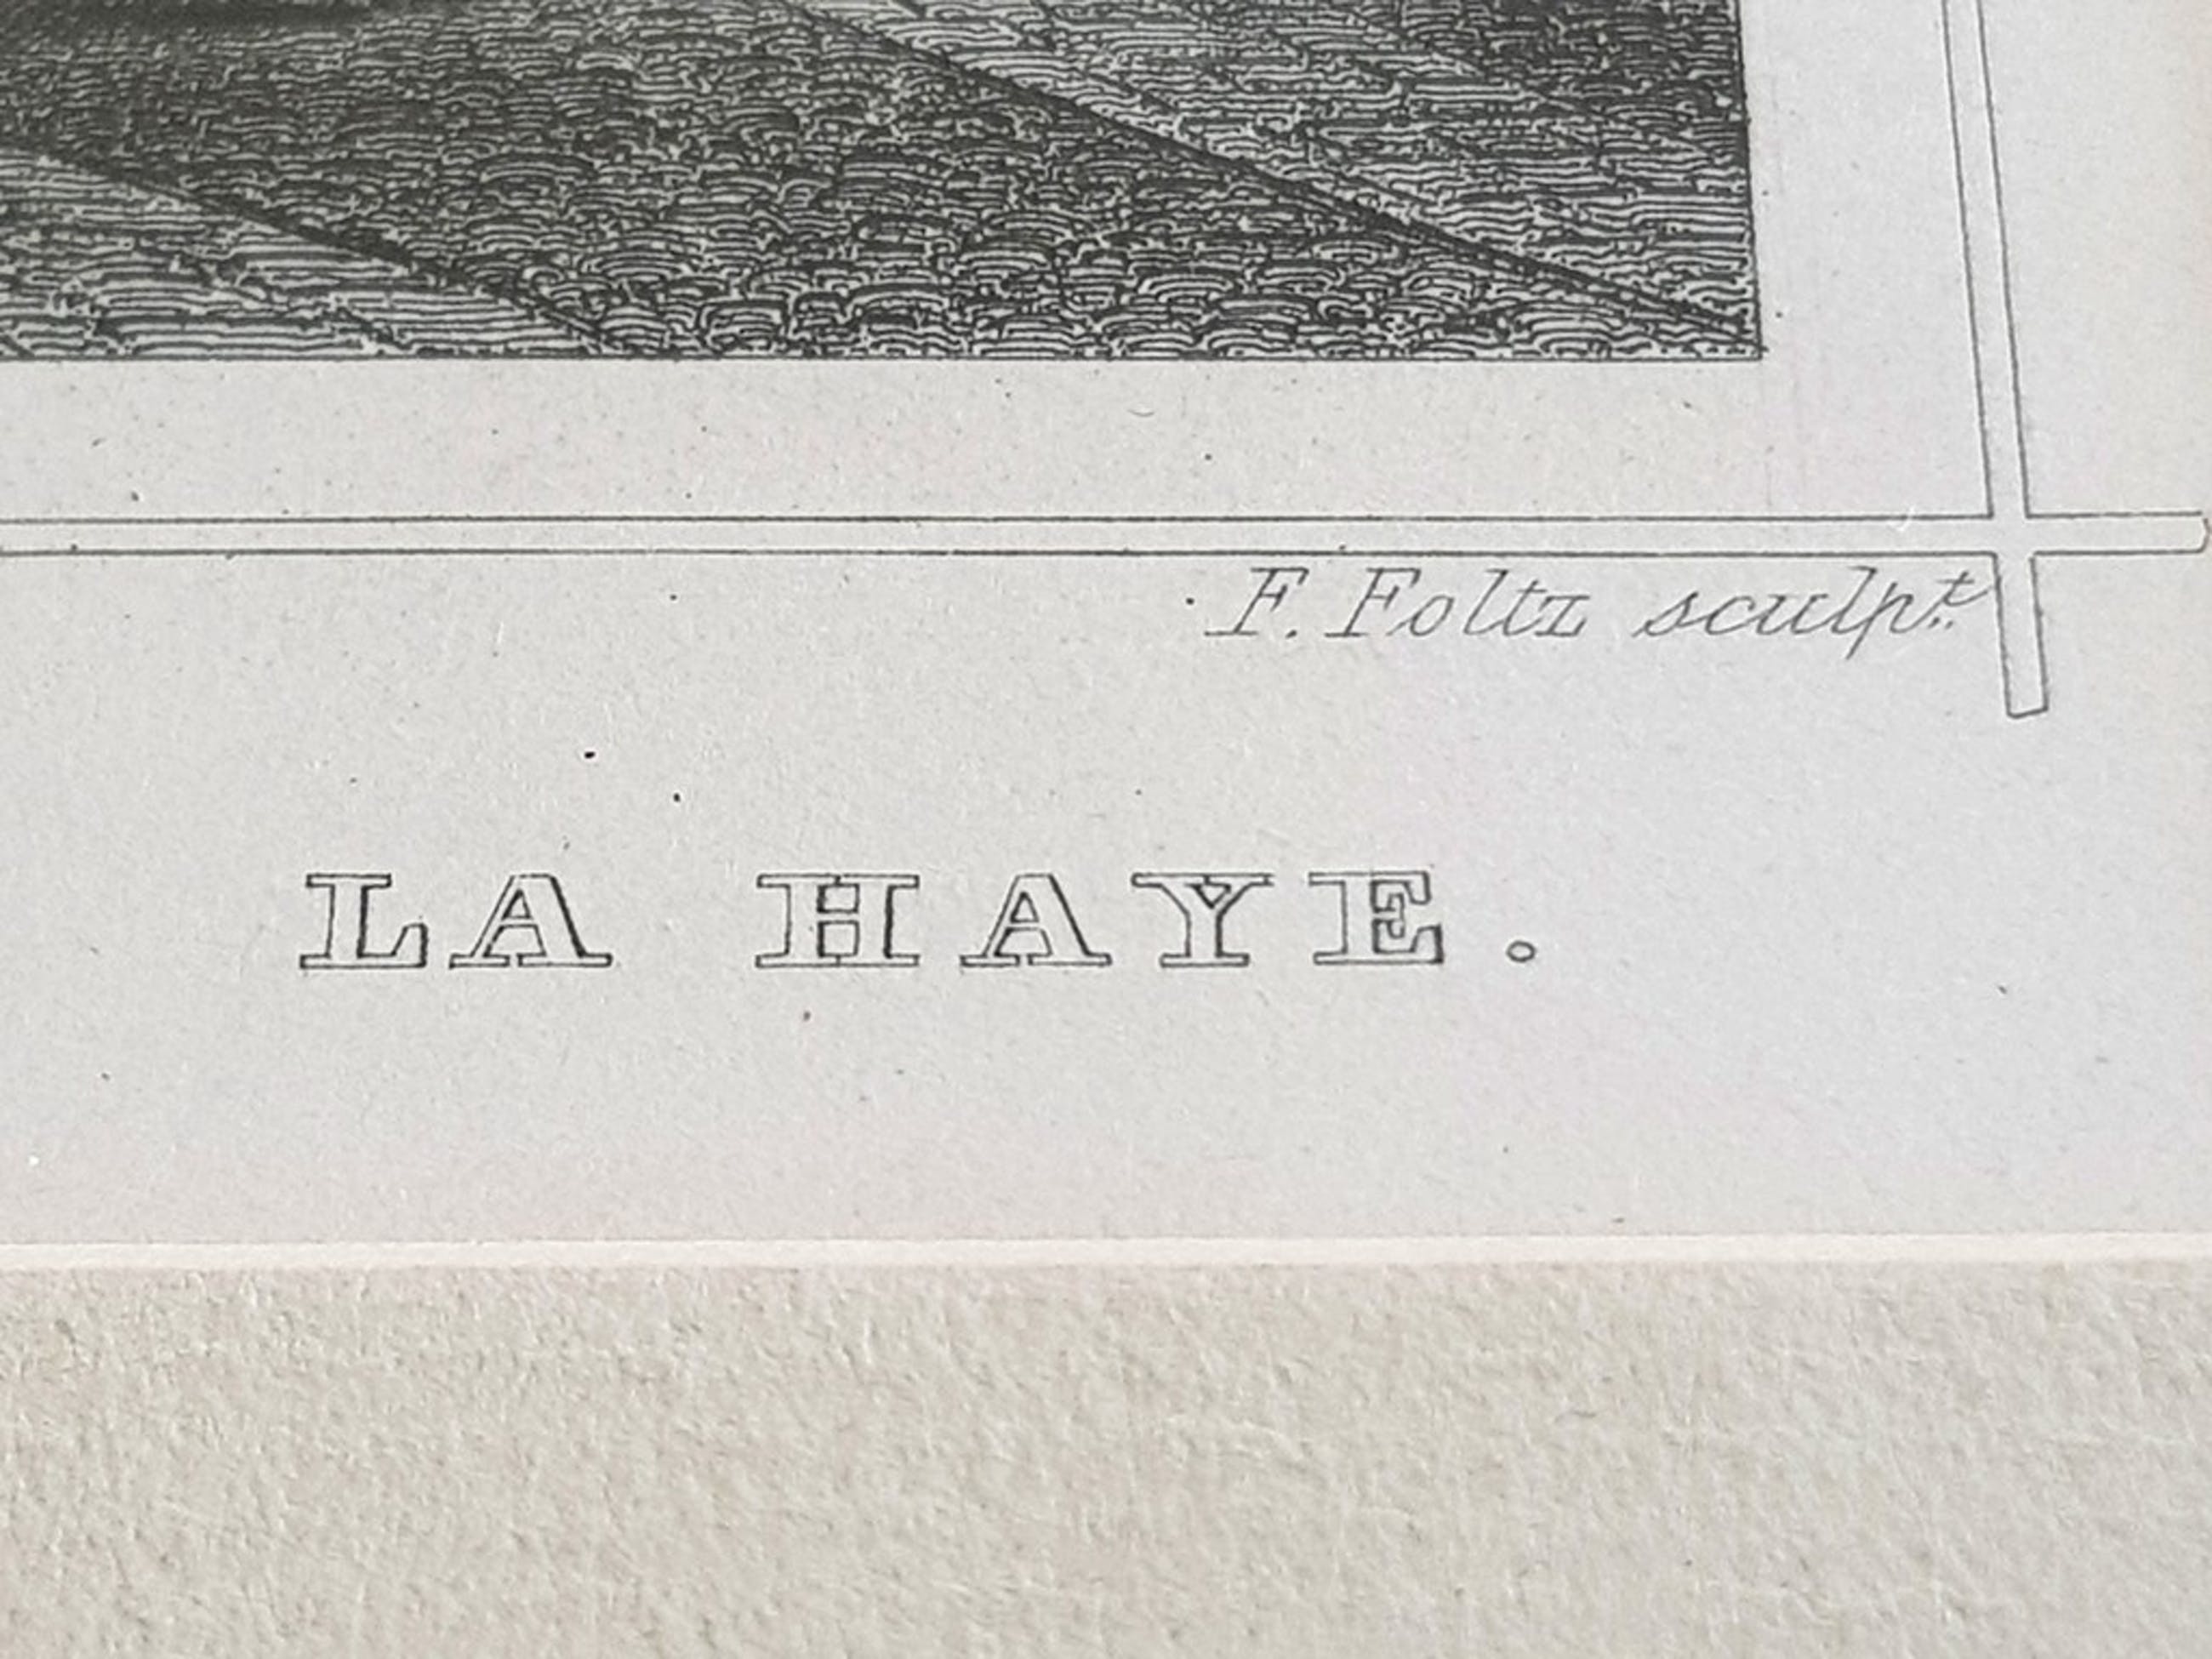 F. Foltz sculpt.
LA HAYE.